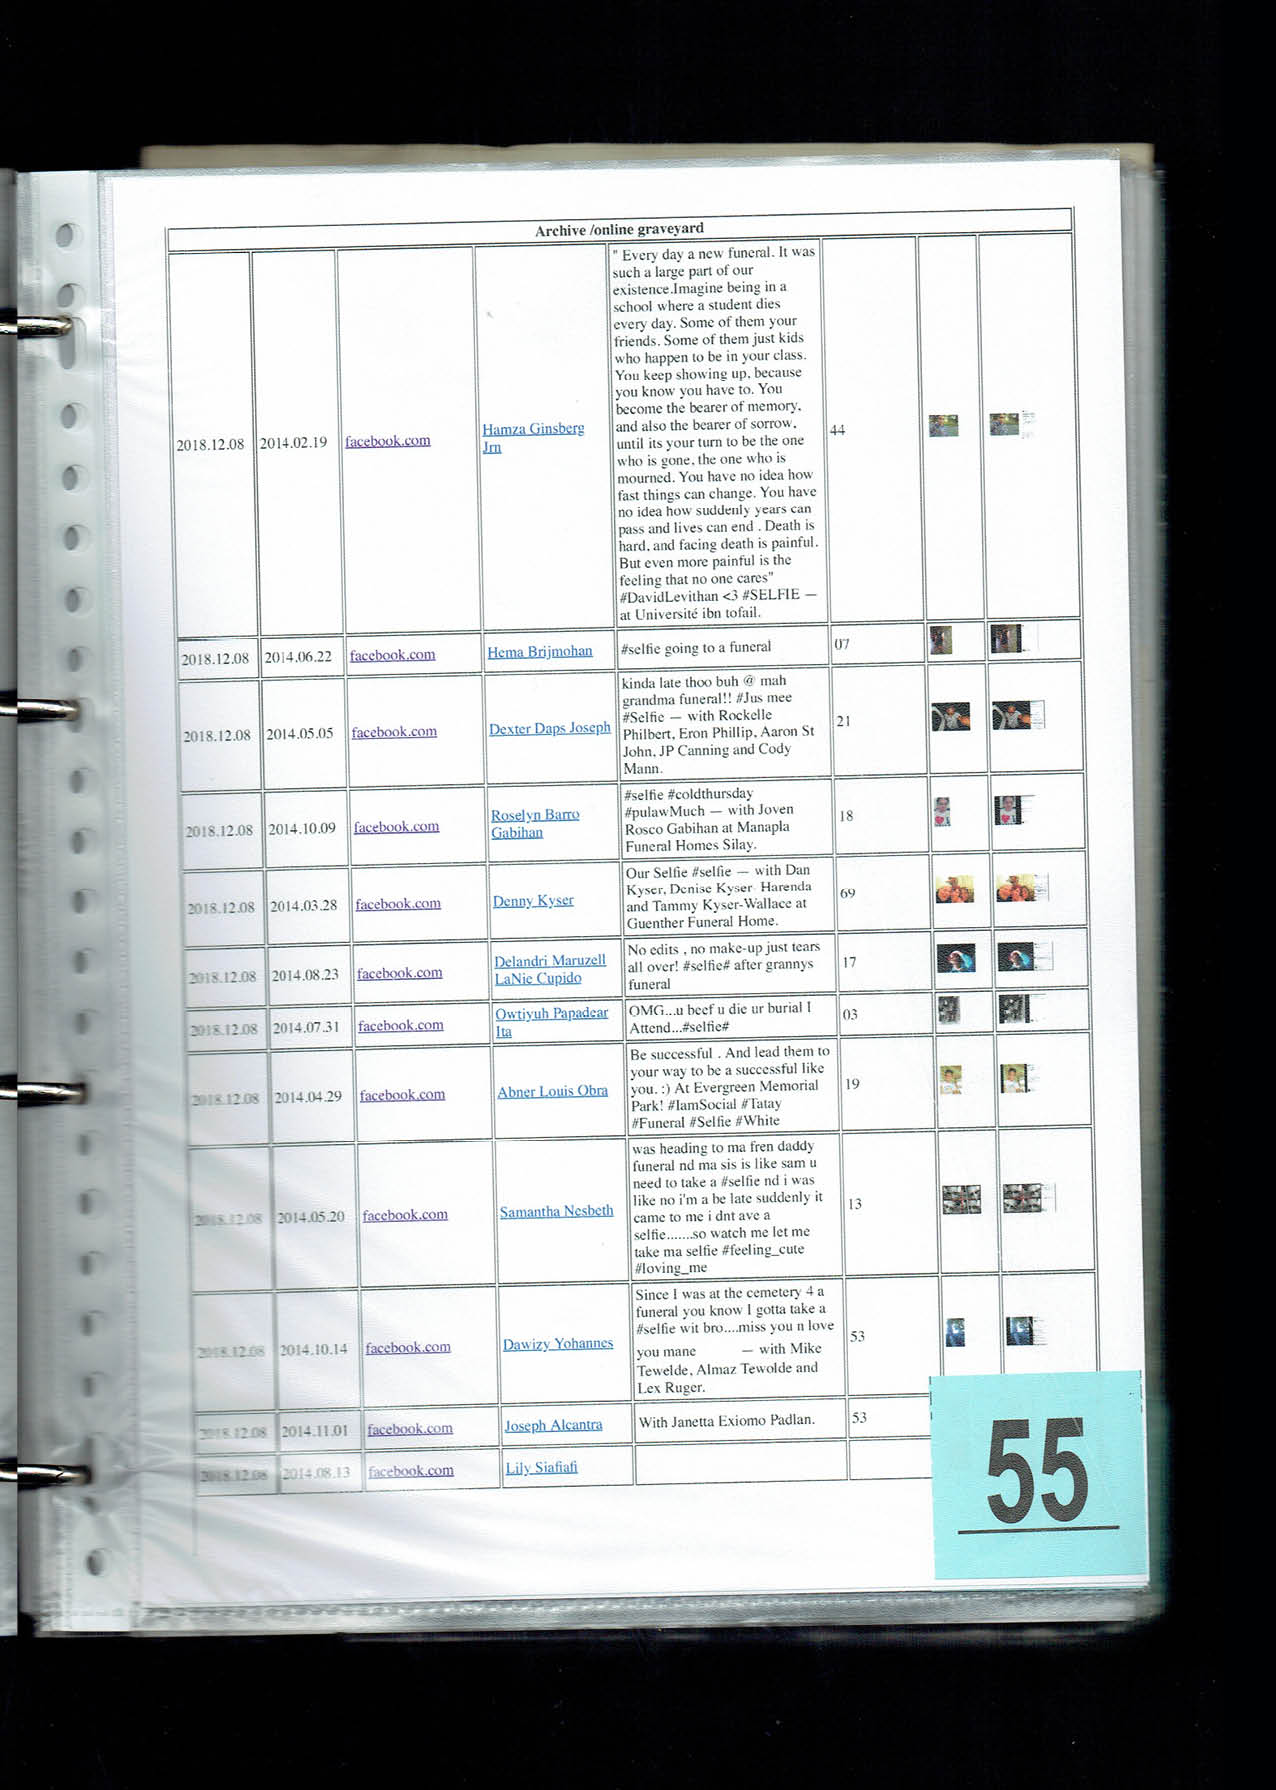 Archive /online graveyard
2018.12.08
2014.02.19
facebook.com
Hamza Ginsberg
Jrn
" Every day a new funeral. It was
such a large part of our
existence.Imagine being in a
school where a student dies
every day. Some of them your
friends. Some of them just kids
who happen to be in your class.
You keep showing up, because
you know you have to. You
become the bearer of memory,
and also the bearer of sorrow,
until its your turn to be the one
who is gone, the one who is
mourned. You have no idea how
fast things can change. You have
no idea how suddenly years can
pass and lives can end . Death is
hard, and facing death is painful.
But even more painful is the
feeling that no one cares"
#DavidLevithan <3 #SELFIE —
at Université ibn tofail.
44
2018.12.08
2014.06.22
facebook.com
Hema Brijmohan
#selfie going to a funeral
07
2018.12.08
2014.05.05
facebook.com
Dexter Daps Joseph
kinda late thoo buh @ mah
grandma funeral!! #Jus mee
#Selfie — with Rockelle
Philbert, Eron Phillip, Aaron St
John, JP Canning and Cody
Mann.
21
2018.12.08
2014.10.09
facebook.com
Roselyn Barro
Gabihan
#selfie #coldthursday
#pulawMuch — with Joven
Rosco Gabihan at Manapla
Funeral Homes Silay.
18
2018.12.08
2014.03.28
facebook.com
Denny Kyser
Our Selfie #selfie — with Dan
Kyser, Denise Kyser Harenda
and Tammy Kyser-Wallace at
Guenther Funeral Home.
69
2018.12.08
2014.08.23
facebook.com
Delandri Maruzell
LaNie Cupido
No edits , no make-up just tears
all over! #selfie# after grannys
funeral
17
2018.12.08
2014.07.31
facebook.com
Owtiyuh Papadear
Ita
OMG...u beef u die ur burial I
Attend...#selfie#
03
2018.12.08
2014.04.29
facebook.com
Abner Louis Obra
Be successful . And lead them to
your way to be a successful like
you. :) At Evergreen Memorial
Park! #IamSocial #Tatay
#Funeral #Selfie #White
19
2018.12.08
2014.05.20
facebook.com
Samantha Nesbeth
was heading to ma fren daddy
funeral nd ma sis is like sam u
need to take a #selfie nd i was
like no i'm a be late suddenly it
came to me i dnt ave a
selfie.......so watch me let me
take ma selfie #feeling_cute
#loving_me
13
2018.12.08
2014.10.14
facebook.com
Dawizy Yohannes
Since I was at the cemetery 4 a
funeral you know I gotta take a
#selfie wit bro....miss you n love
you mane — with Mike
Tewelde, Almaz Tewolde and
Lex Ruger.
53
2018.12.08
2014.11.01
facebook.com
Joseph Alcantra
With Janetta Exiomo Padlan.
53
2018.12.08
2014.08.13
facebook.com
Lily Siafiafi
55